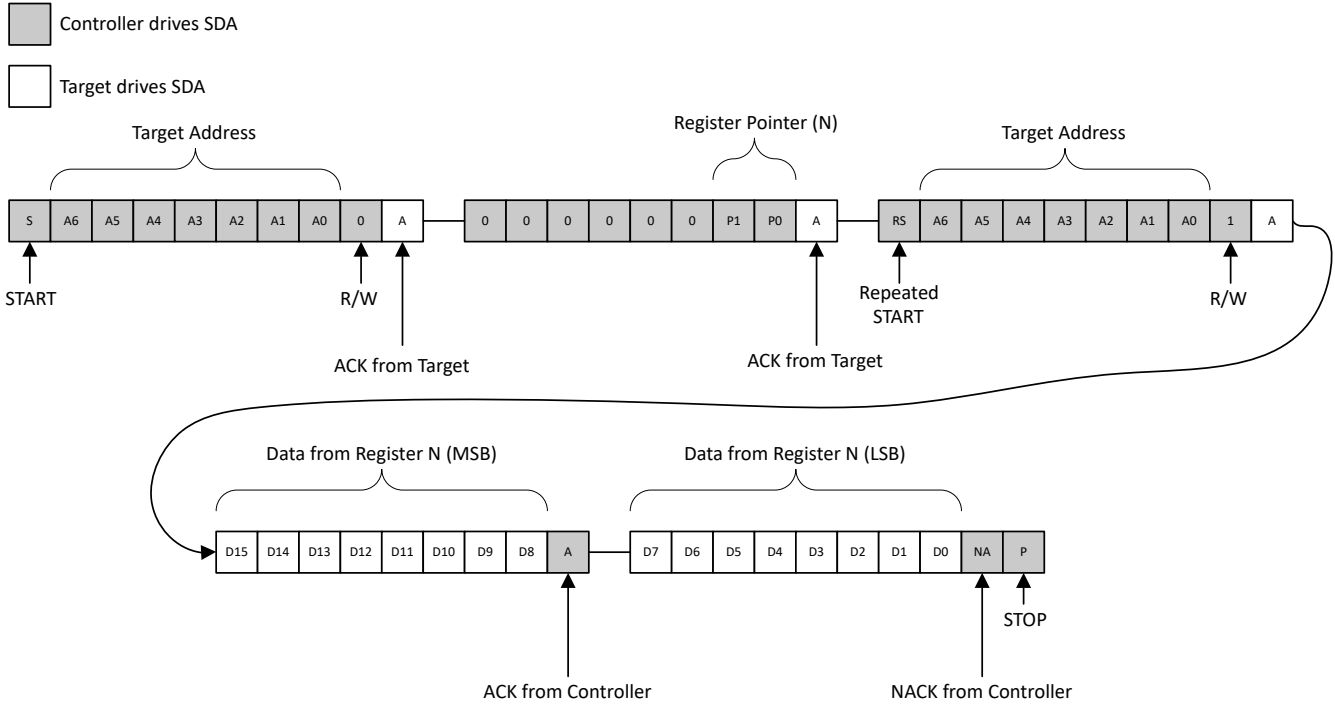 Controller drives SDA
Target drives SDA
Target Address
Register Pointer (N)
Target Address
S A6 A5 A4 A3 A2 A1 A0 0 A
0 0 0 0 0 0 P1 P0 A
RS A6 A5 A4 A3 A2 A1 A0 1 A
START
R/W
ACK from Target
ACK from Target
Repeated
START
R/W
Data from Register N (MSB)
Data from Register N (LSB)
D15 D14 D13 D12 D11 D10 D9 D8 A
D7 D6 D5 D4 D3 D2 D1 D0 NA P
STOP
ACK from Controller
NACK from Controller